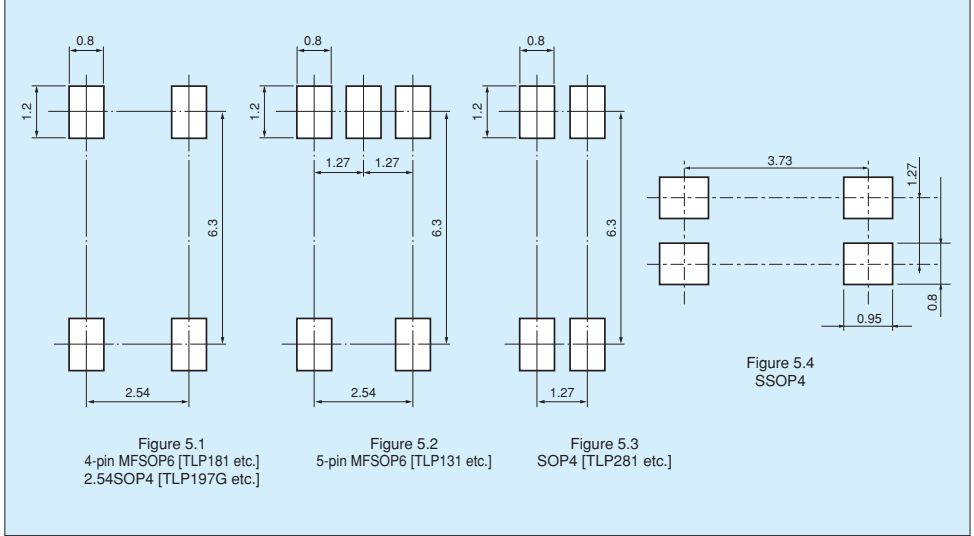 0.8
1.2
6.3
2.54
Figure 5.1
4-pin MFSOP6 [TLP181 etc.]
2.54SOP4 [TLP197G etc.]
0.8
1.2
1.27 1.27
6.3
2.54
Figure 5.2
5-pin MFSOP6 [TLP131 etc.]
0.8
1.2
6.3
1.27
Figure 5.3
SOP4 [TLP281 etc.]
3.73
1.27
0.8
0.95
Figure 5.4
SSOP4